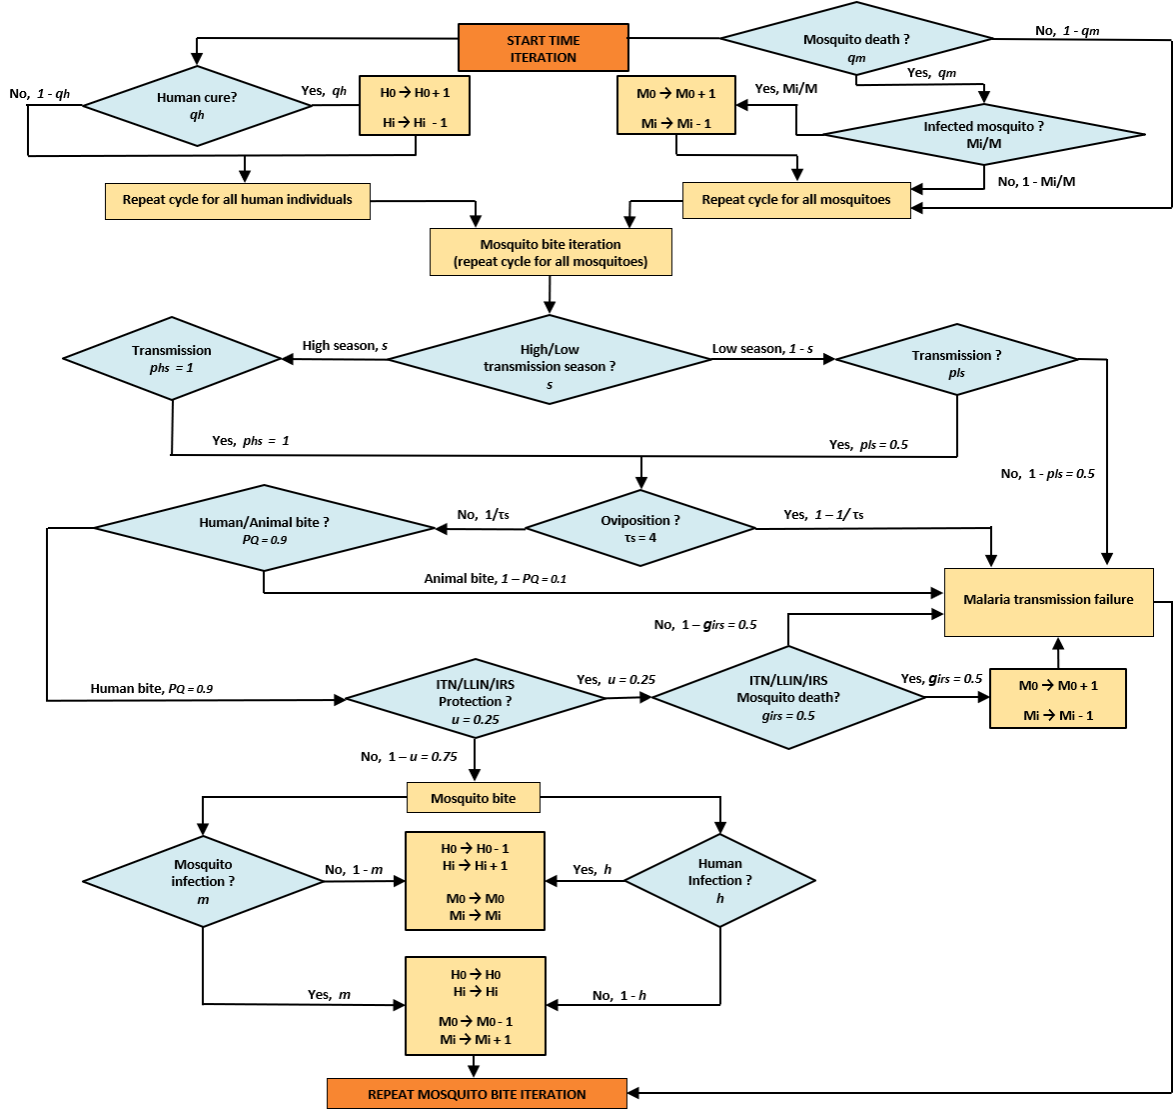 START TIME
ITERATION
Mosquito death ?
qm
No, 1 - qm
Yes, qm
Human cure?
qh
No, 1 - qh
Yes, qh
H0 → H0 + 1
Hi → Hi - 1
M0 → M0 + 1
Mi → Mi - 1
Yes, Mi/M
Infected mosquito ?
Mi/M
No, 1 - Mi/M
Repeat cycle for all human individuals
Repeat cycle for all mosquitoes
Mosquito bite iteration
(repeat cycle for all mosquitoes)
Transmission
phs = 1
High season, s
High/Low
transmission season ?
s
Low season, 1 - s
Transmission ?
pls
Yes, phs = 1
Yes, pls = 0.5
No, 1 - pls = 0.5
Human/Animal bite ?
PQ = 0.9
No, 1/τs
Oviposition ?
τs = 4
Yes, 1 – 1/ τs
Animal bite, 1 – PQ = 0.1
Malaria transmission failure
No, 1 – girs = 0.5
Human bite, PQ = 0.9
ITN/LLIN/IRS
Protection ?
u = 0.25
Yes, u = 0.25
ITN/LLIN/IRS
Mosquito death?
girs = 0.5
Yes, girs = 0.5
M0 → M0 + 1
Mi → Mi - 1
No, 1 – u = 0.75
Mosquito bite
Mosquito
infection ?
m
No, 1 - m
H0 → H0 - 1
Hi → Hi + 1
M0 → M0
Mi → Mi
Yes, h
Human
Infection ?
h
Yes, m
H0 → H0
Hi → Hi
M0 → M0 - 1
Mi → Mi + 1
No, 1 - h
REPEAT MOSQUITO BITE ITERATION